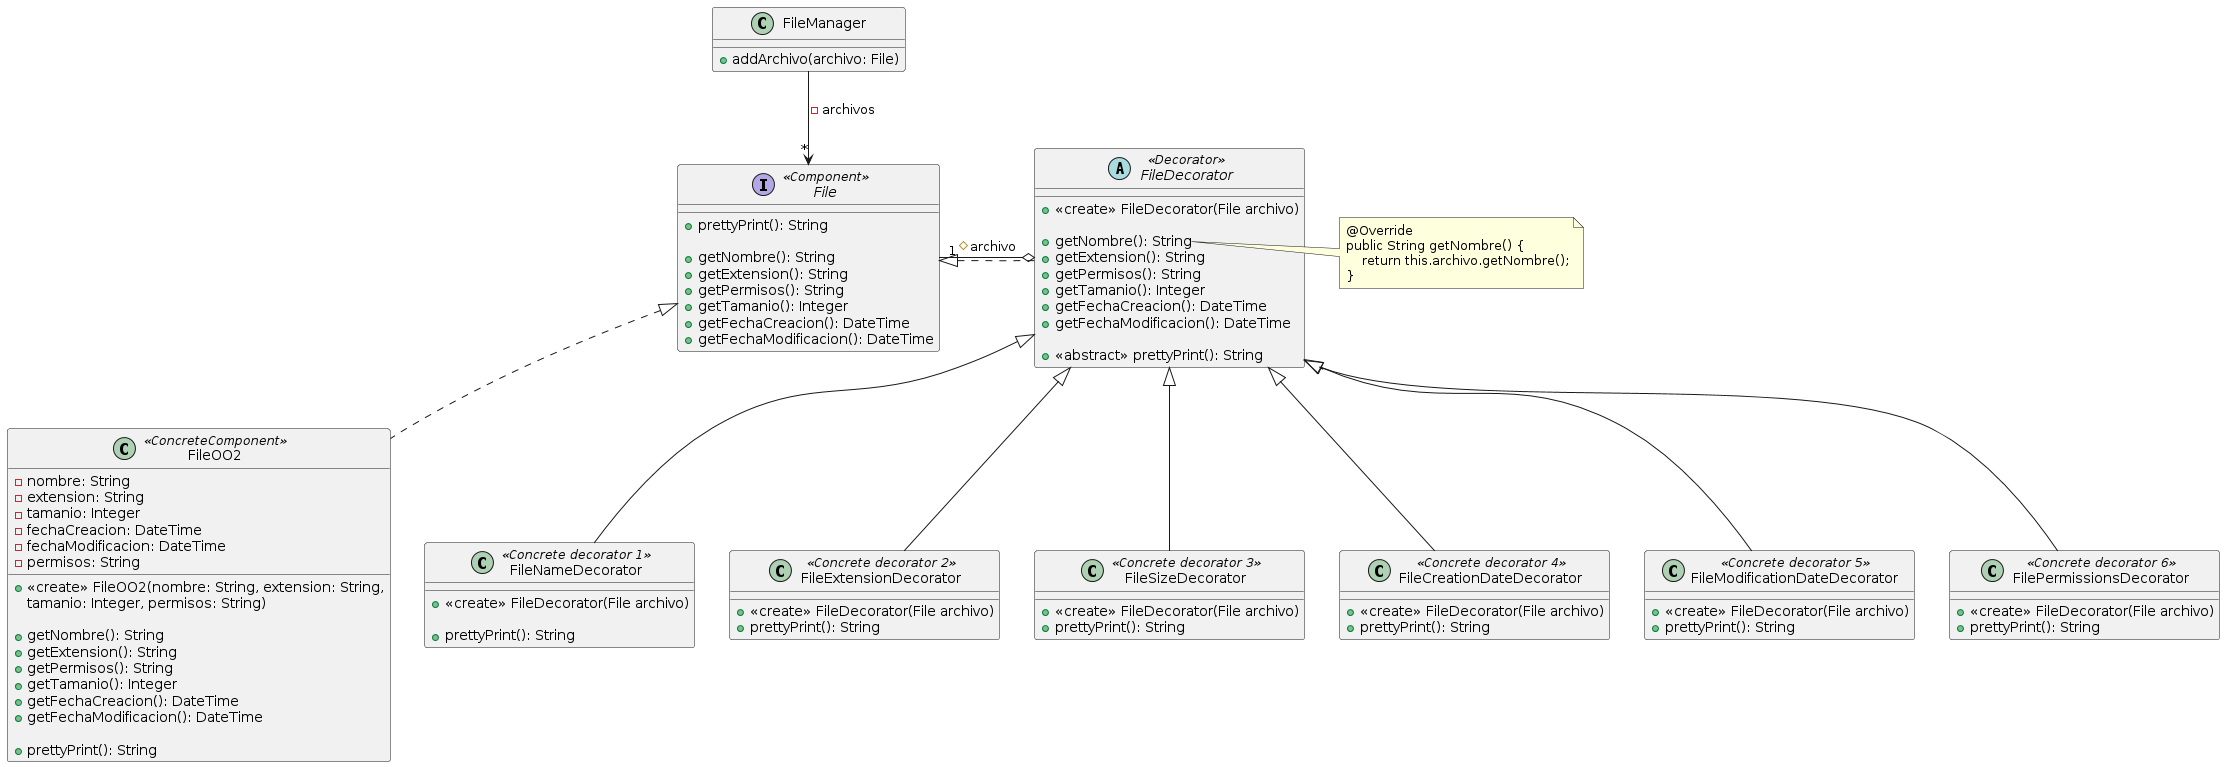 FileManager
addArchivo(archivo: File)
archivos
*
«Component»
File
prettyPrint(): String
getNombre(): String
getExtension(): String
getPermisos(): String
getTamanio(): Integer
getFechaCreacion(): DateTime
getFechaModificacion(): DateTime
1
archivo
«Decorator»
FileDecorator
«create» FileDecorator(File archivo)
getNombre(): String
getExtension(): String
getPermisos(): String
getTamanio(): Integer
getFechaCreacion(): DateTime
getFechaModificacion(): DateTime
«abstract» prettyPrint(): String
@Override
public String getNombre() {
return this.archivo.getNombre();
}
«ConcreteComponent»
FileOO2
nombre: String
extension: String
tamanio: Integer
fechaCreacion: DateTime
fechaModificacion: DateTime
permisos: String
«create» FileOO2(nombre: String, extension: String,
tamanio: Integer, permisos: String)
getNombre(): String
getExtension(): String
getPermisos(): String
getTamanio(): Integer
getFechaCreacion(): DateTime
getFechaModificacion(): DateTime
prettyPrint(): String
«Concrete decorator 1»
FileNameDecorator
«create» FileDecorator(File archivo)
prettyPrint(): String
«Concrete decorator 2»
FileExtensionDecorator
«create» FileDecorator(File archivo)
prettyPrint(): String
«Concrete decorator 3»
FileSizeDecorator
«create» FileDecorator(File archivo)
prettyPrint(): String
«Concrete decorator 4»
FileCreationDateDecorator
«create» FileDecorator(File archivo)
prettyPrint(): String
«Concrete decorator 5»
FileModificationDateDecorator
«create» FileDecorator(File archivo)
prettyPrint(): String
«Concrete decorator 6»
FilePermissionsDecorator
«create» FileDecorator(File archivo)
prettyPrint(): String